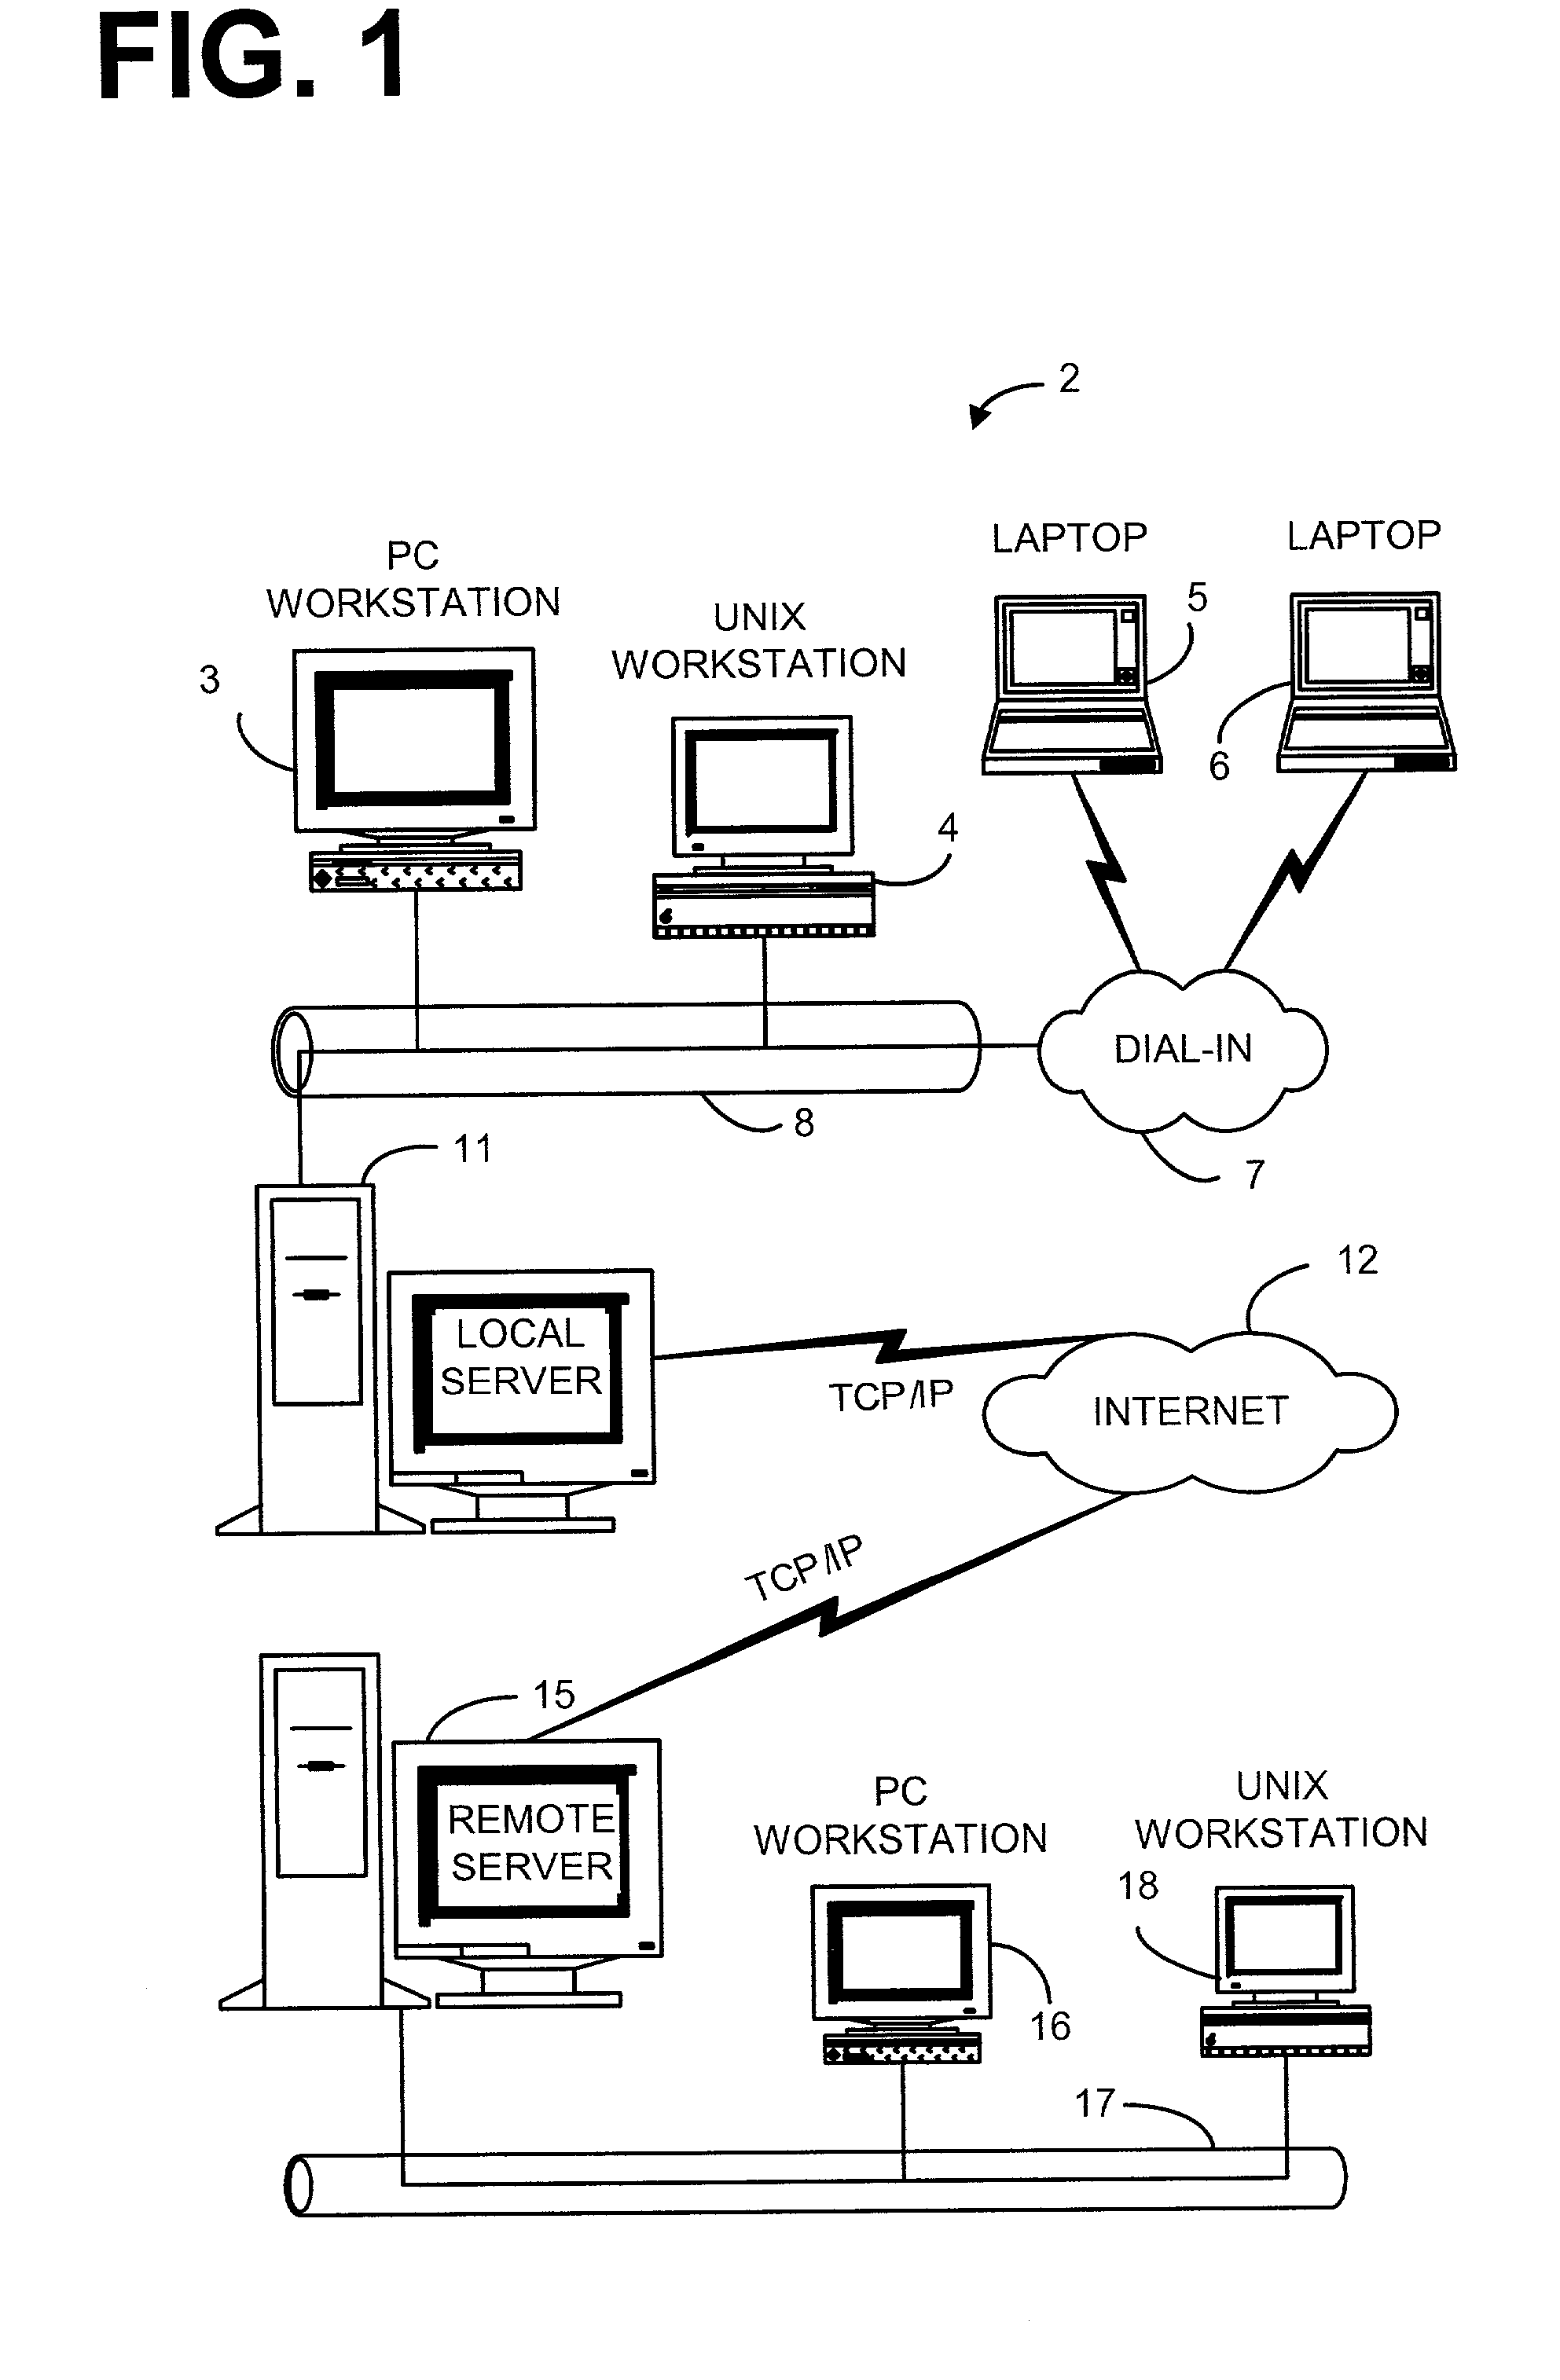 FIG. 1
2
LAPTOP
LAPTOP
PC
WORKSTATION
UNIX
WORKSTATION
5
3
6
4
DIAL-IN
8
7
11
12
LOCAL
SERVER
TCP/IP
INTERNET
TCP/IP
15
REMOTE
SERVER
PC
WORKSTATION
UNIX
WORKSTATION
18
16
17